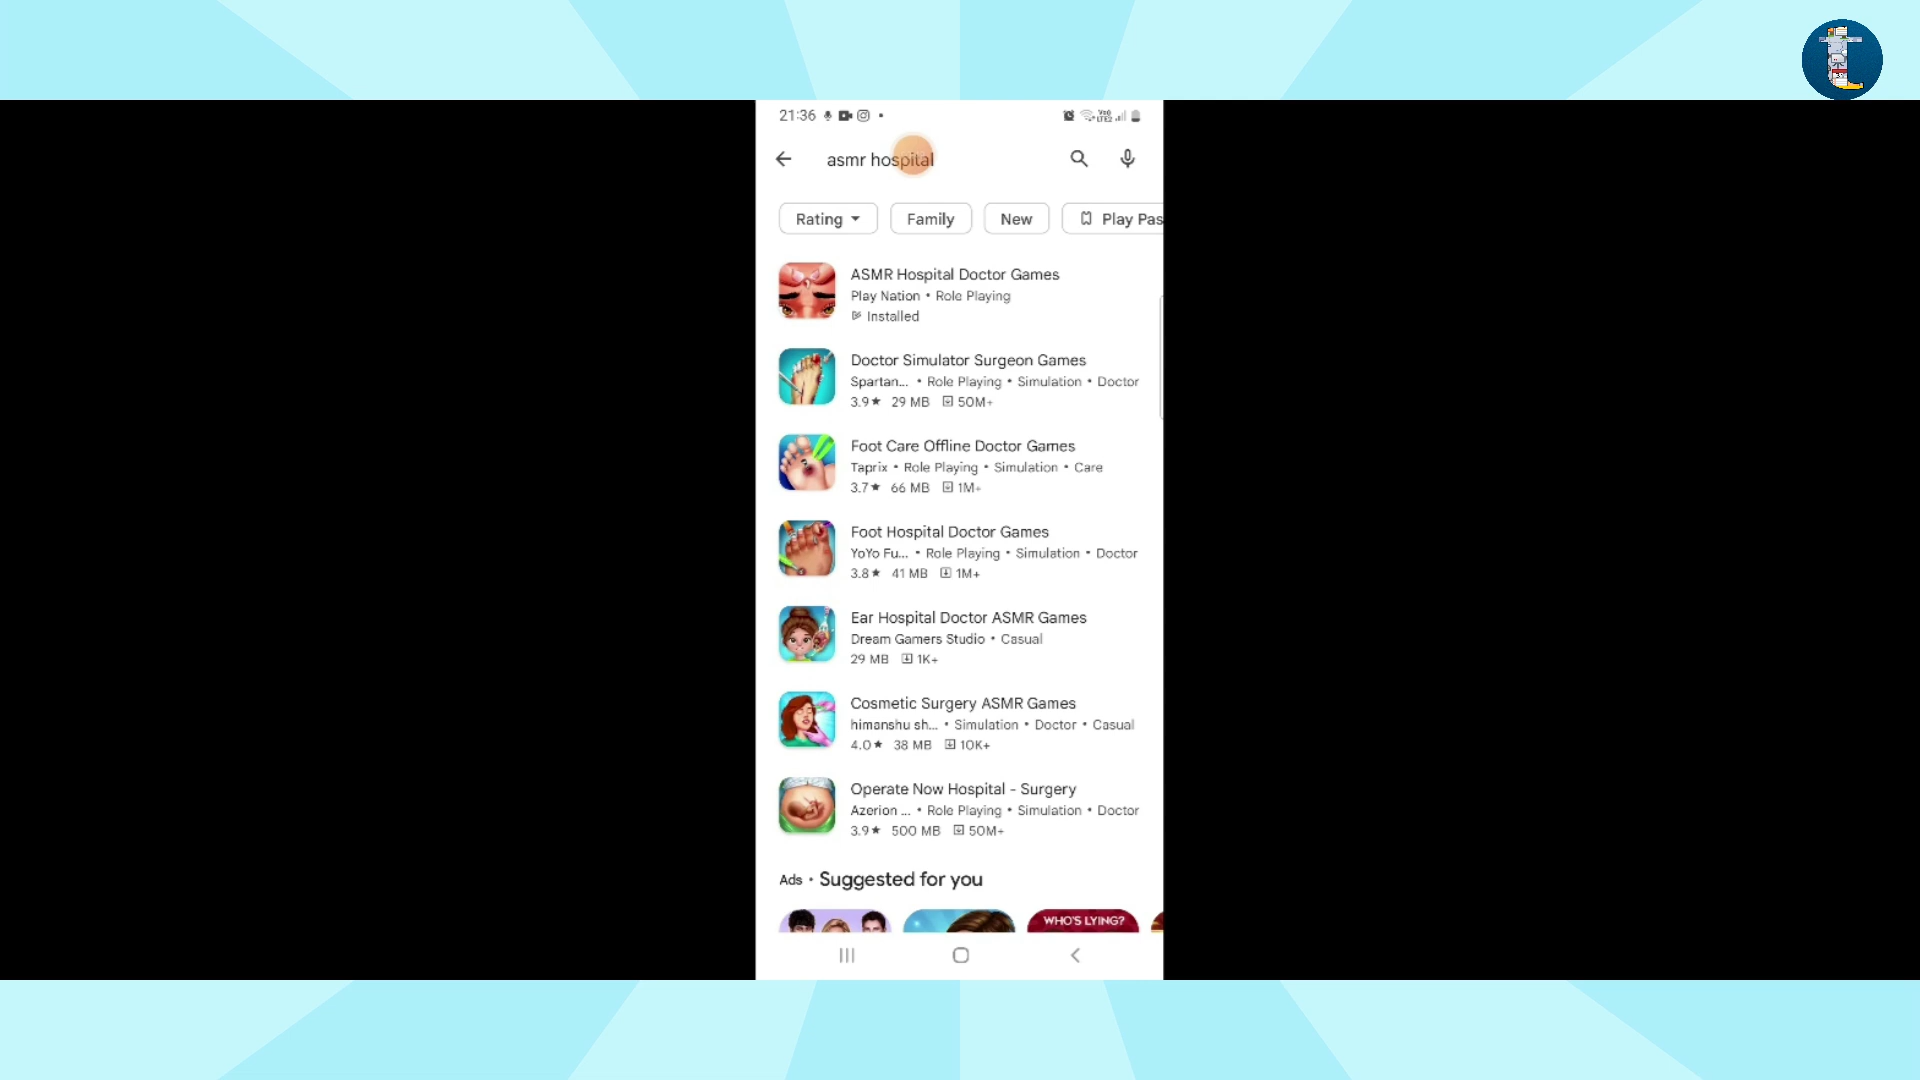 21:36
Vo) LTE2
asmr hospital
Rating
Family
New
Play Pas
ASMR Hospital Doctor Games
Play Nation • Role Playing
Installed
Doctor Simulator Surgeon Games
Spartan... • Role Playing • Simulation • Doctor
3.9★ 29 MB 50M+
Foot Care Offline Doctor Games
Taprix • Role Playing • Simulation • Care
3.7★ 66 MB 1M+
Foot Hospital Doctor Games
YoYo Fu... • Role Playing • Simulation • Doctor
3.8★ 41 MB 1M+
Ear Hospital Doctor ASMR Games
Dream Gamers Studio • Casual
29 MB 1K+
Cosmetic Surgery ASMR Games
himanshu sh... • Simulation • Doctor • Casual
4.0★ 38 MB 10K+
Operate Now Hospital - Surgery
Azerion ... • Role Playing • Simulation • Doctor
3.9★ 500 MB 50M+
Ads • Suggested for you
WHO'S LYING?